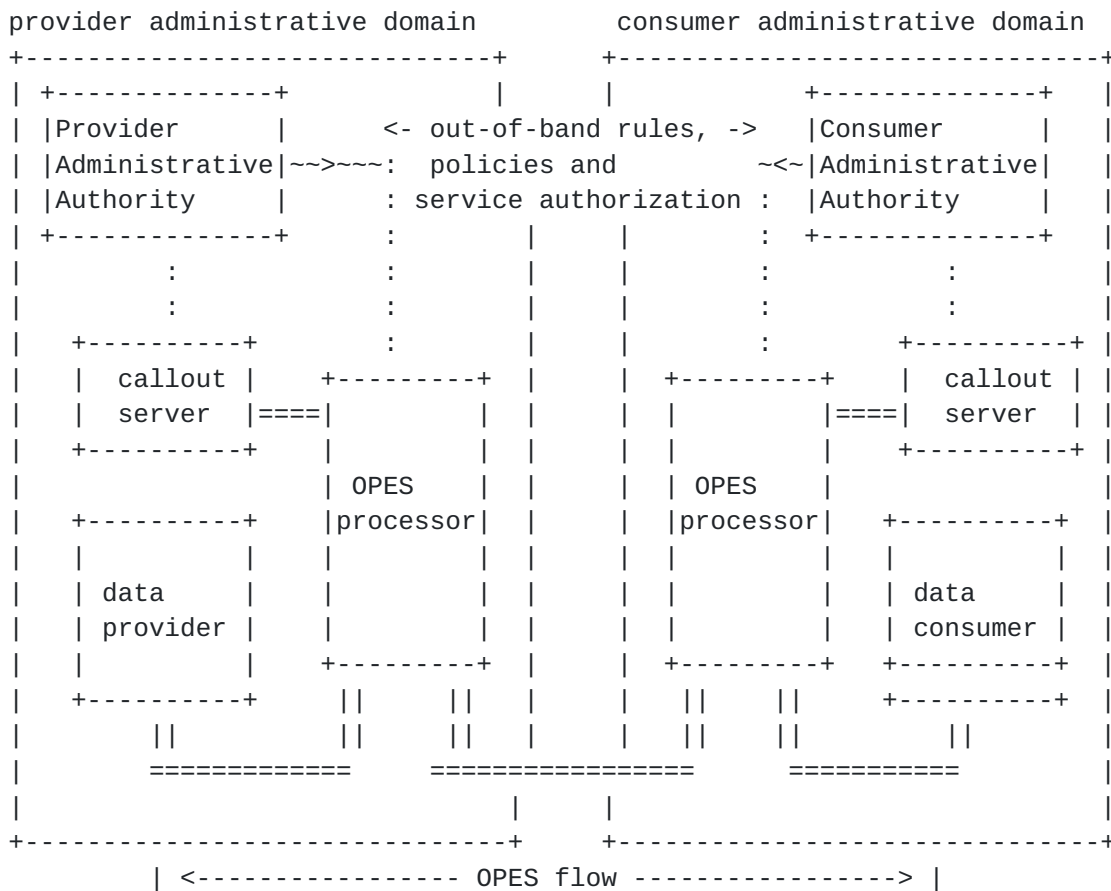 provider administrative domain consumer administrative domain
Provider <- out-of-band rules, -> Consumer
Administrative policies and Administrative
Authority service authorization Authority
callout callout
server server
OPES OPES
processor processor
data data
provider consumer
<----------------- OPES flow ----------------->